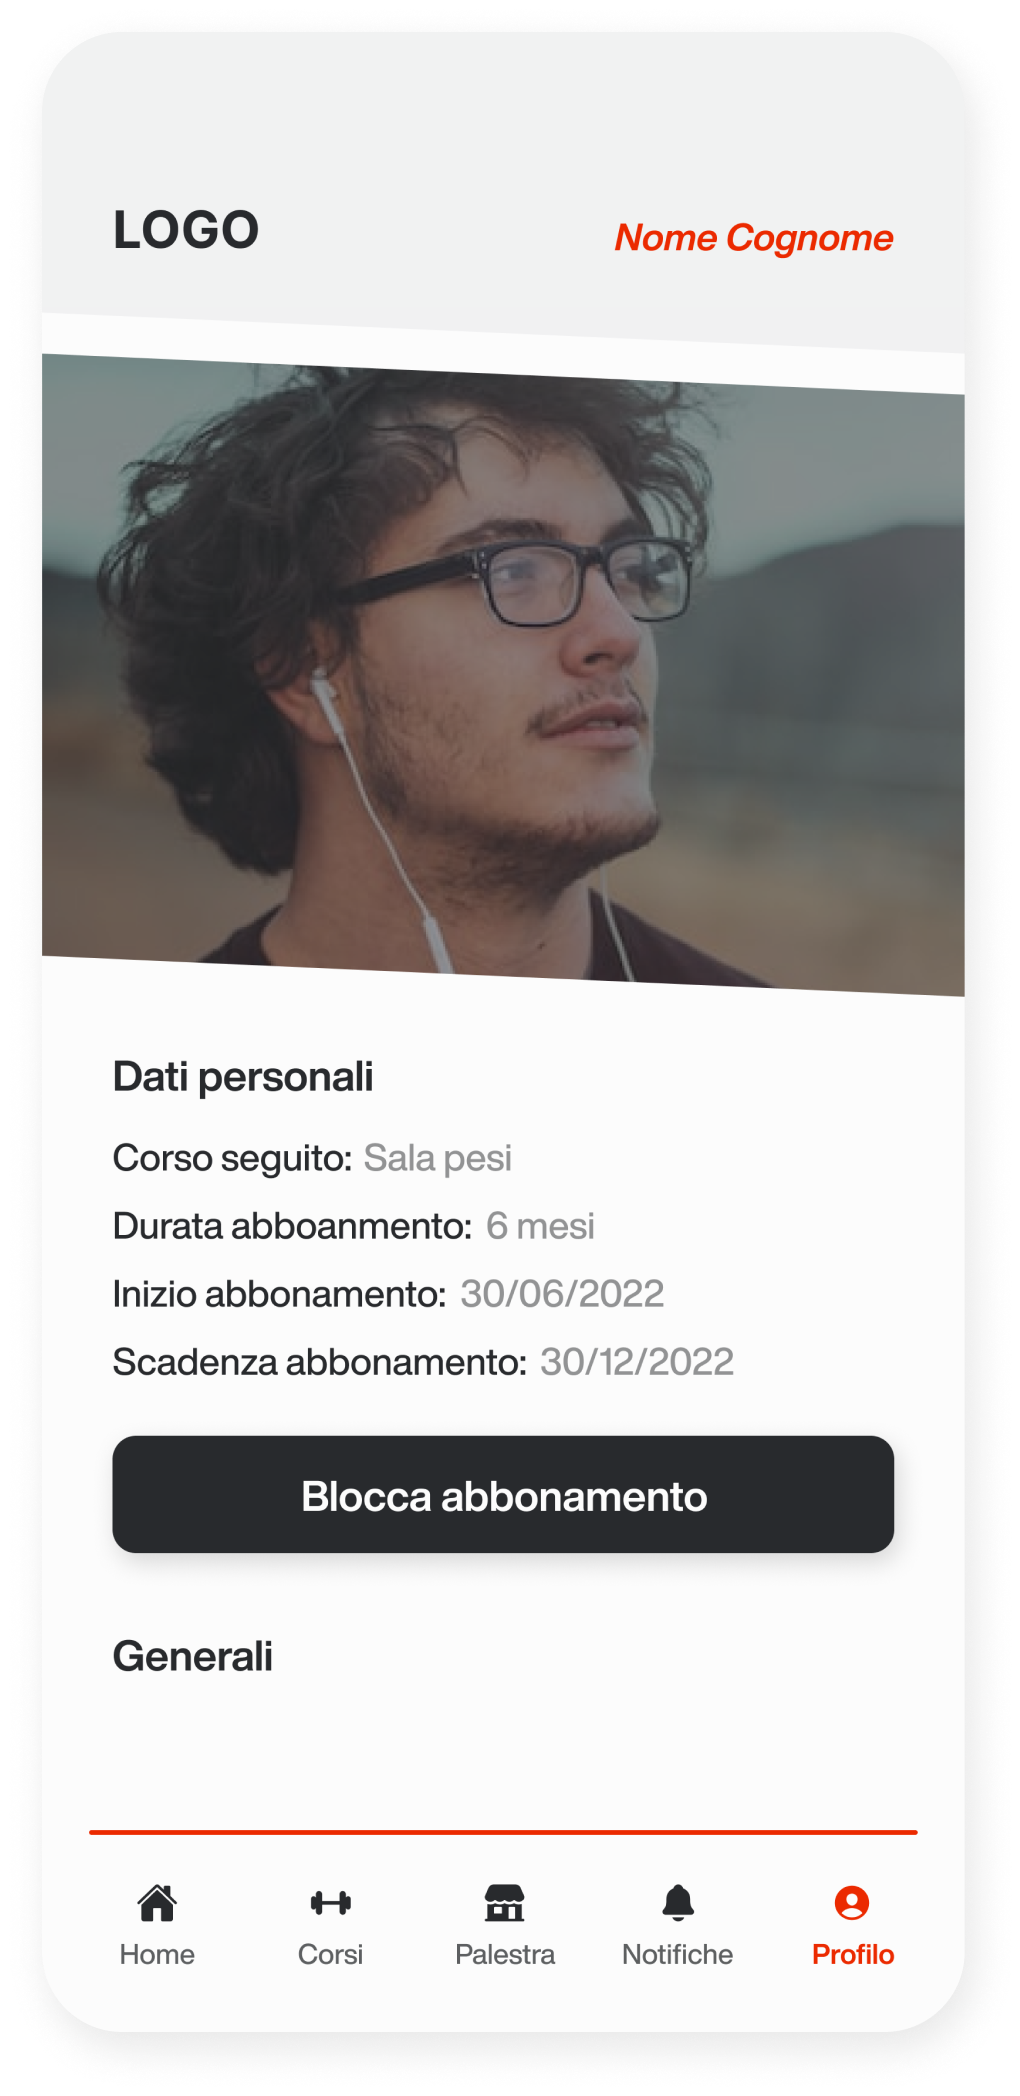 LOGO
Nome Cognome
Dati personali
Corso seguito: Sala pesi
Durata abboanmento: 6 mesi
Inizio abbonamento: 30/06/2022
Scadenza abbonamento: 30/12/2022
Blocca abbonamento
Generali
Home Corsi Palestra Notifiche Profilo